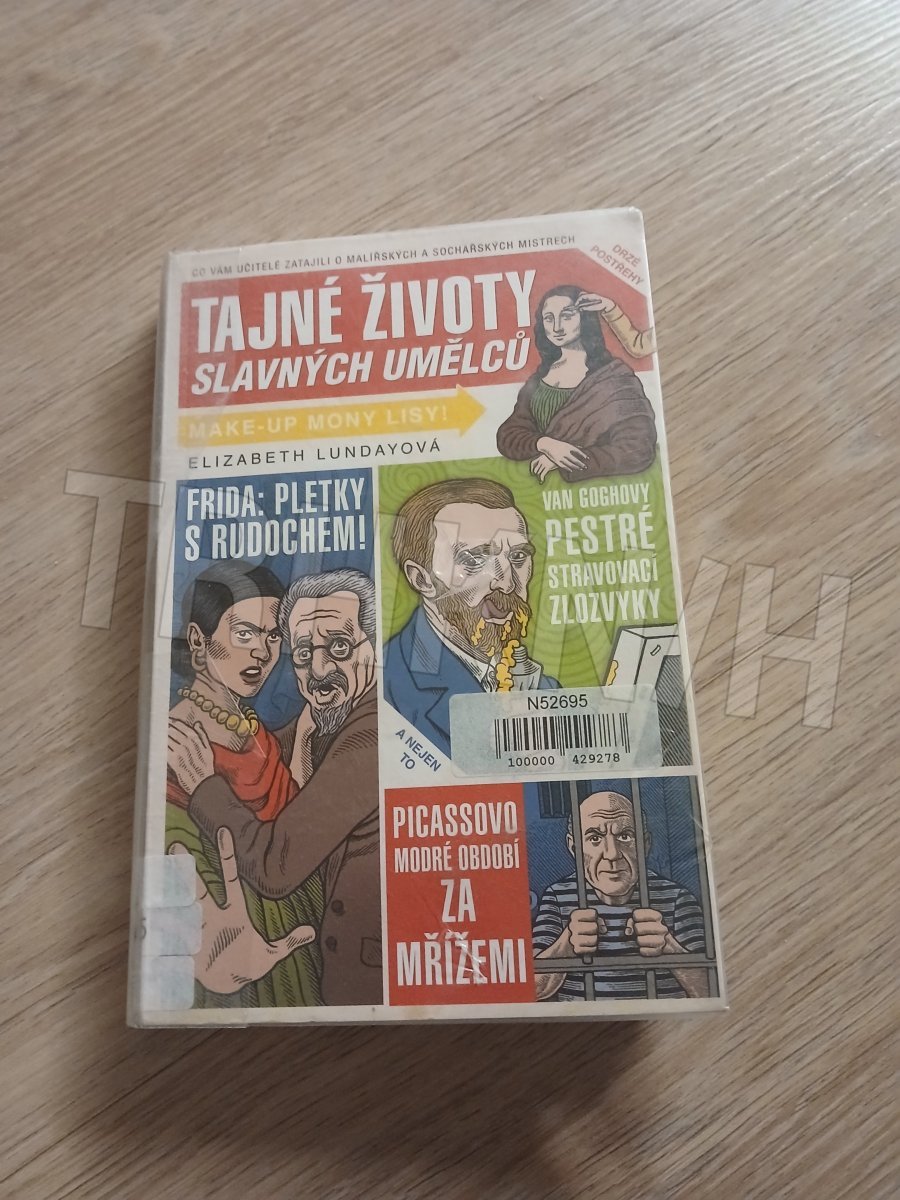 CO VÁM UČITELÉ ZATAJILI O MALÍŘSKÝCH A SOCHAŘSKÝCH MISTRECH
DRZÉ
POSTŘEHY
TAJNÉ ŽIVOTY
SLAVNÝCH UMĚLCŮ
MAKE-UP MONY LISY!
ELIZABETH LUNDAYOVÁ
FRIDA: PLETKY
S RUDOCHEM!
VAN GOGHOVY
PESTRÉ
STRAVOVACÍ
ZLOZVYKY
N52695
100000 429278
A NEJEN
TO
PICASSOVO
MODRÉ OBDOBÍ
ZA
MŘÍŽEMI